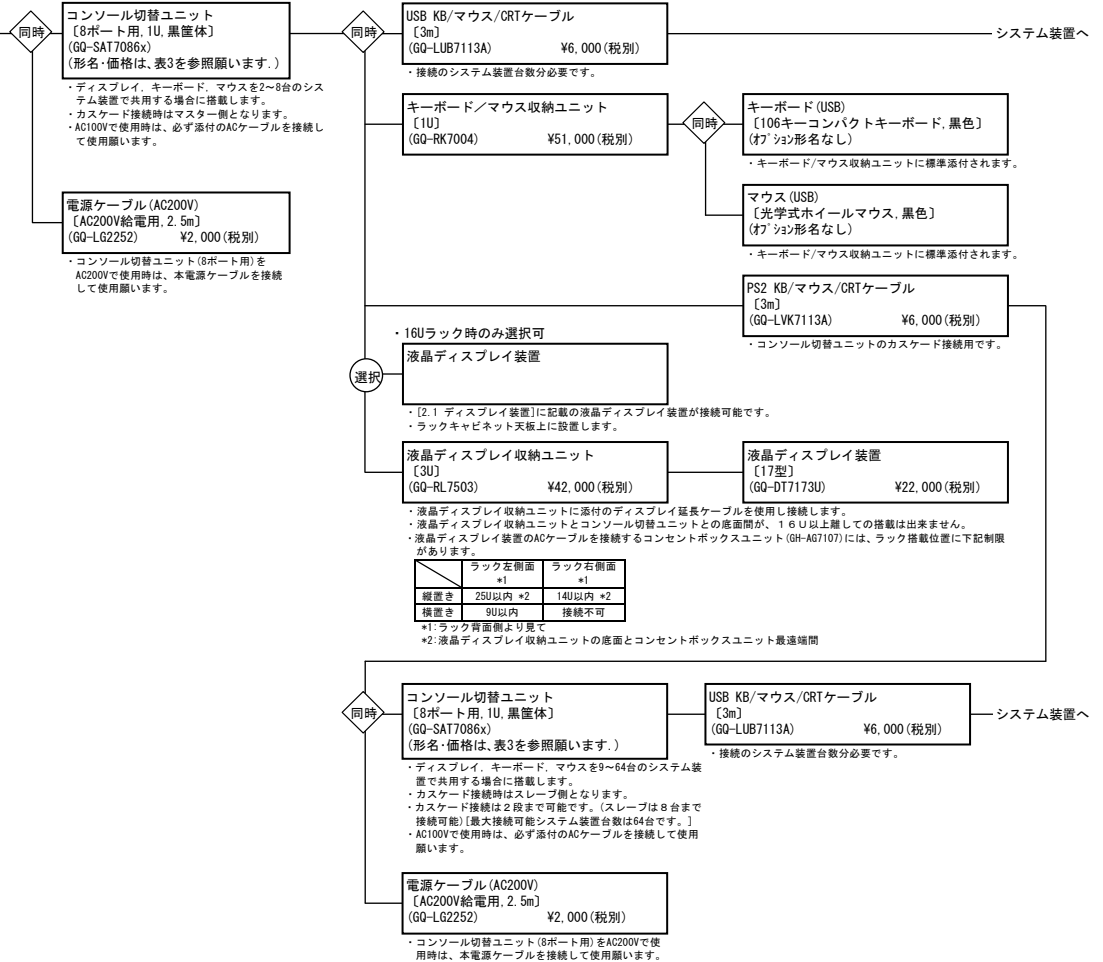 同時
コンソール切替ユニット
〔8ポート用,1U,黒筐体〕
(GQ-SAT7086x)
(形名・価格は、表3を参照願います.)
・ディスプレイ, キーボード, マウスを2～8台のシス
テム装置で共用する場合に搭載します。
・カスケード接続時はマスター側となります。
・AC100Vで使用時は、必ず添付のACケーブルを接続し
て使用願います。
電源ケーブル(AC200V)
〔AC200V給電用,2.5m〕
(GQ-LG2252) ¥2,000(税別)
・コンソール切替ユニット(8ポート用)を
AC200Vで使用時は、本電源ケーブルを接続
して使用願います。
同時
USB KB/マウス/CRTケーブル
〔3m〕
(GQ-LUB7113A) ¥6,000(税別)
・接続のシステム装置台数分必要です。
システム装置へ
キーボード／マウス収納ユニット
〔1U〕
(GQ-RK7004) ¥51,000(税別)
同時
キーボード(USB)
〔106キーコンパクトキーボード,黒色〕
(ｵﾌﾟｼｮﾝ形名なし)
・キーボード/マウス収納ユニットに標準添付されます。
マウス(USB)
〔光学式ホイールマウス,黒色〕
(ｵﾌﾟｼｮﾝ形名なし)
・キーボード/マウス収納ユニットに標準添付されます。
PS2 KB/マウス/CRTケーブル
〔3m〕
(GQ-LVK7113A) ¥6,000(税別)
・コンソール切替ユニットのカスケード接続用です。
・16Uラック時のみ選択可
選択
液晶ディスプレイ装置
・[2.1 ディスプレイ装置]に記載の液晶ディスプレイ装置が接続可能です。
・ラックキャビネット天板上に設置します。
液晶ディスプレイ収納ユニット
〔3U〕
(GQ-RL7503) ¥42,000(税別)
液晶ディスプレイ装置
〔17型〕
(GQ-DT7173U) ¥22,000(税別)
・液晶ディスプレイ収納ユニットに添付のディスプレイ延長ケーブルを使用し接続します。
・液晶ディスプレイ収納ユニットとコンソール切替ユニットとの底面間が、１６Ｕ以上離しての搭載は出来ません。
・液晶ディスプレイ装置のACケーブルを接続するコンセントボックスユニット(GH-AG7107)には、ラック搭載位置に下記制限
があります。
ラック左側面 ラック右側面
*1 *1
縦置き 25U以内 *2 14U以内 *2
横置き 9U以内 接続不可
*1:ラック背面側より見て
*2:液晶ディスプレイ収納ユニットの底面とコンセントボックスユニット最遠端間
同時
コンソール切替ユニット
〔8ポート用,1U,黒筐体〕
(GQ-SAT7086x)
(形名・価格は、表3を参照願います.)
・ディスプレイ, キーボード, マウスを9～64台のシステム装
置で共用する場合に搭載します。
・カスケード接続時はスレーブ側となります。
・カスケード接続は２段まで可能です。(スレーブは８台まで
接続可能)[最大接続可能システム装置台数は64台です。]
・AC100Vで使用時は、必ず添付のACケーブルを接続して使用
願います。
USB KB/マウス/CRTケーブル
〔3m〕
(GQ-LUB7113A) ¥6,000(税別)
・接続のシステム装置台数分必要です。
システム装置へ
電源ケーブル(AC200V)
〔AC200V給電用,2.5m〕
(GQ-LG2252) ¥2,000(税別)
・コンソール切替ユニット(8ポート用)をAC200Vで使
用時は、本電源ケーブルを接続して使用願います。